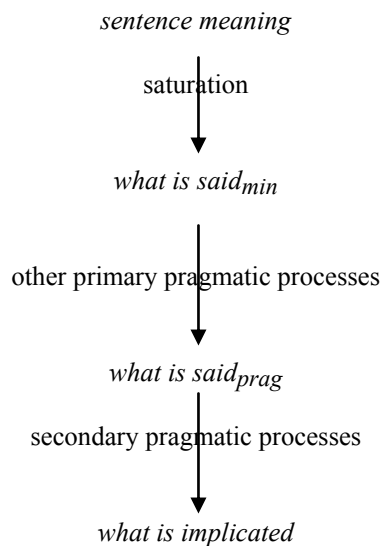 sentence meaning
saturation
what is said_min
other primary pragmatic processes
what is said_prag
secondary pragmatic processes
what is implicated